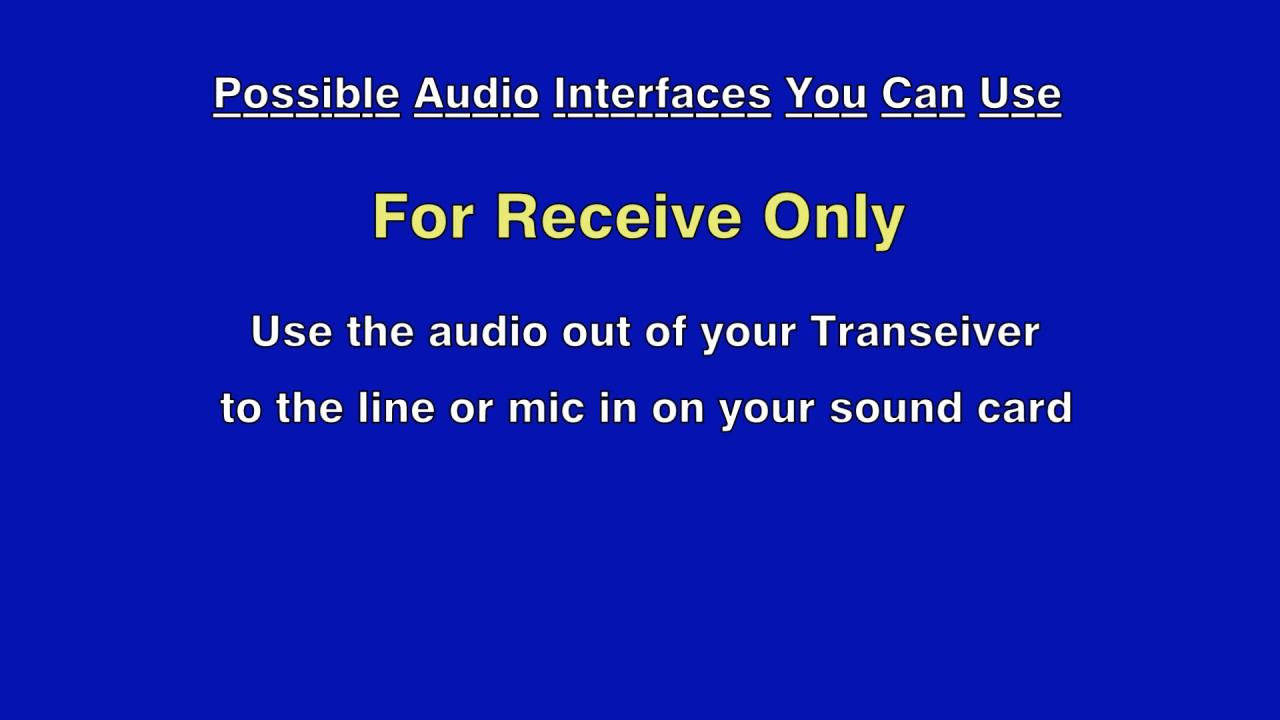 Possible Audio Interfaces You Can Use
For Receive Only
Use the audio out of your Transeiver
to the line or mic in on your sound card